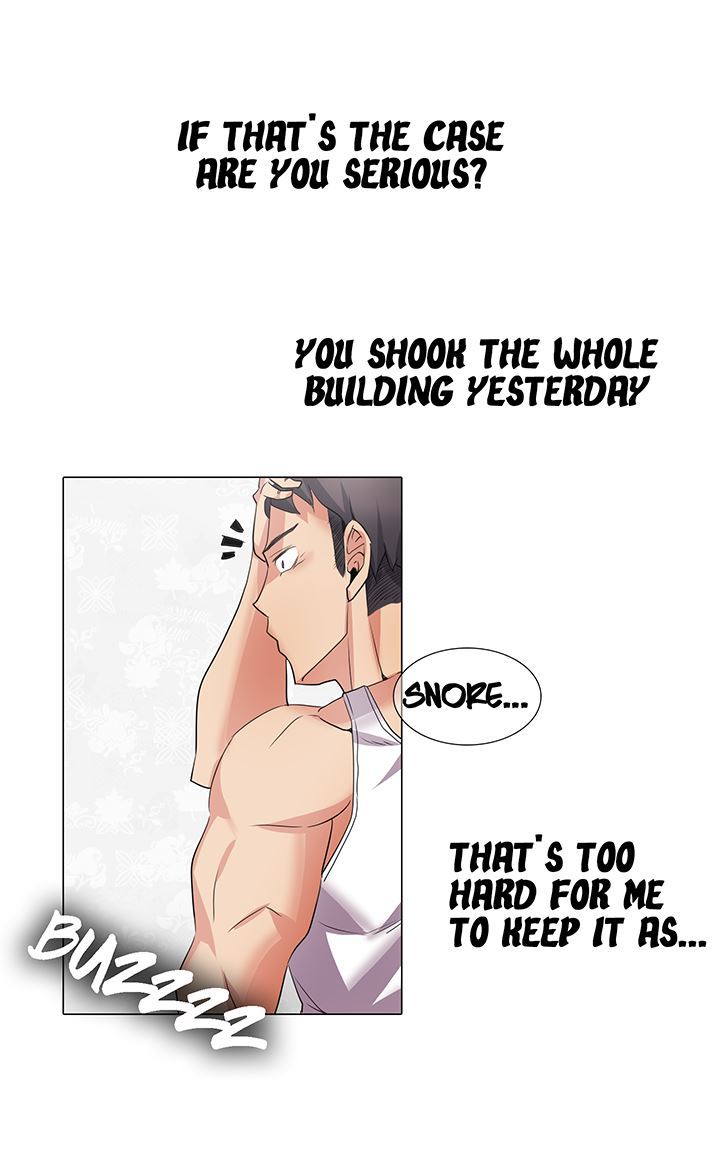 IF THAT'S THE CASE
ARE YOU SERIOUS?
YOU SHOOK THE WHOLE
BUILDING YESTERDAY
SNORE...
THAT'S TOO
HARD FOR ME
TO KEEP IT AS...
BUZZZZ